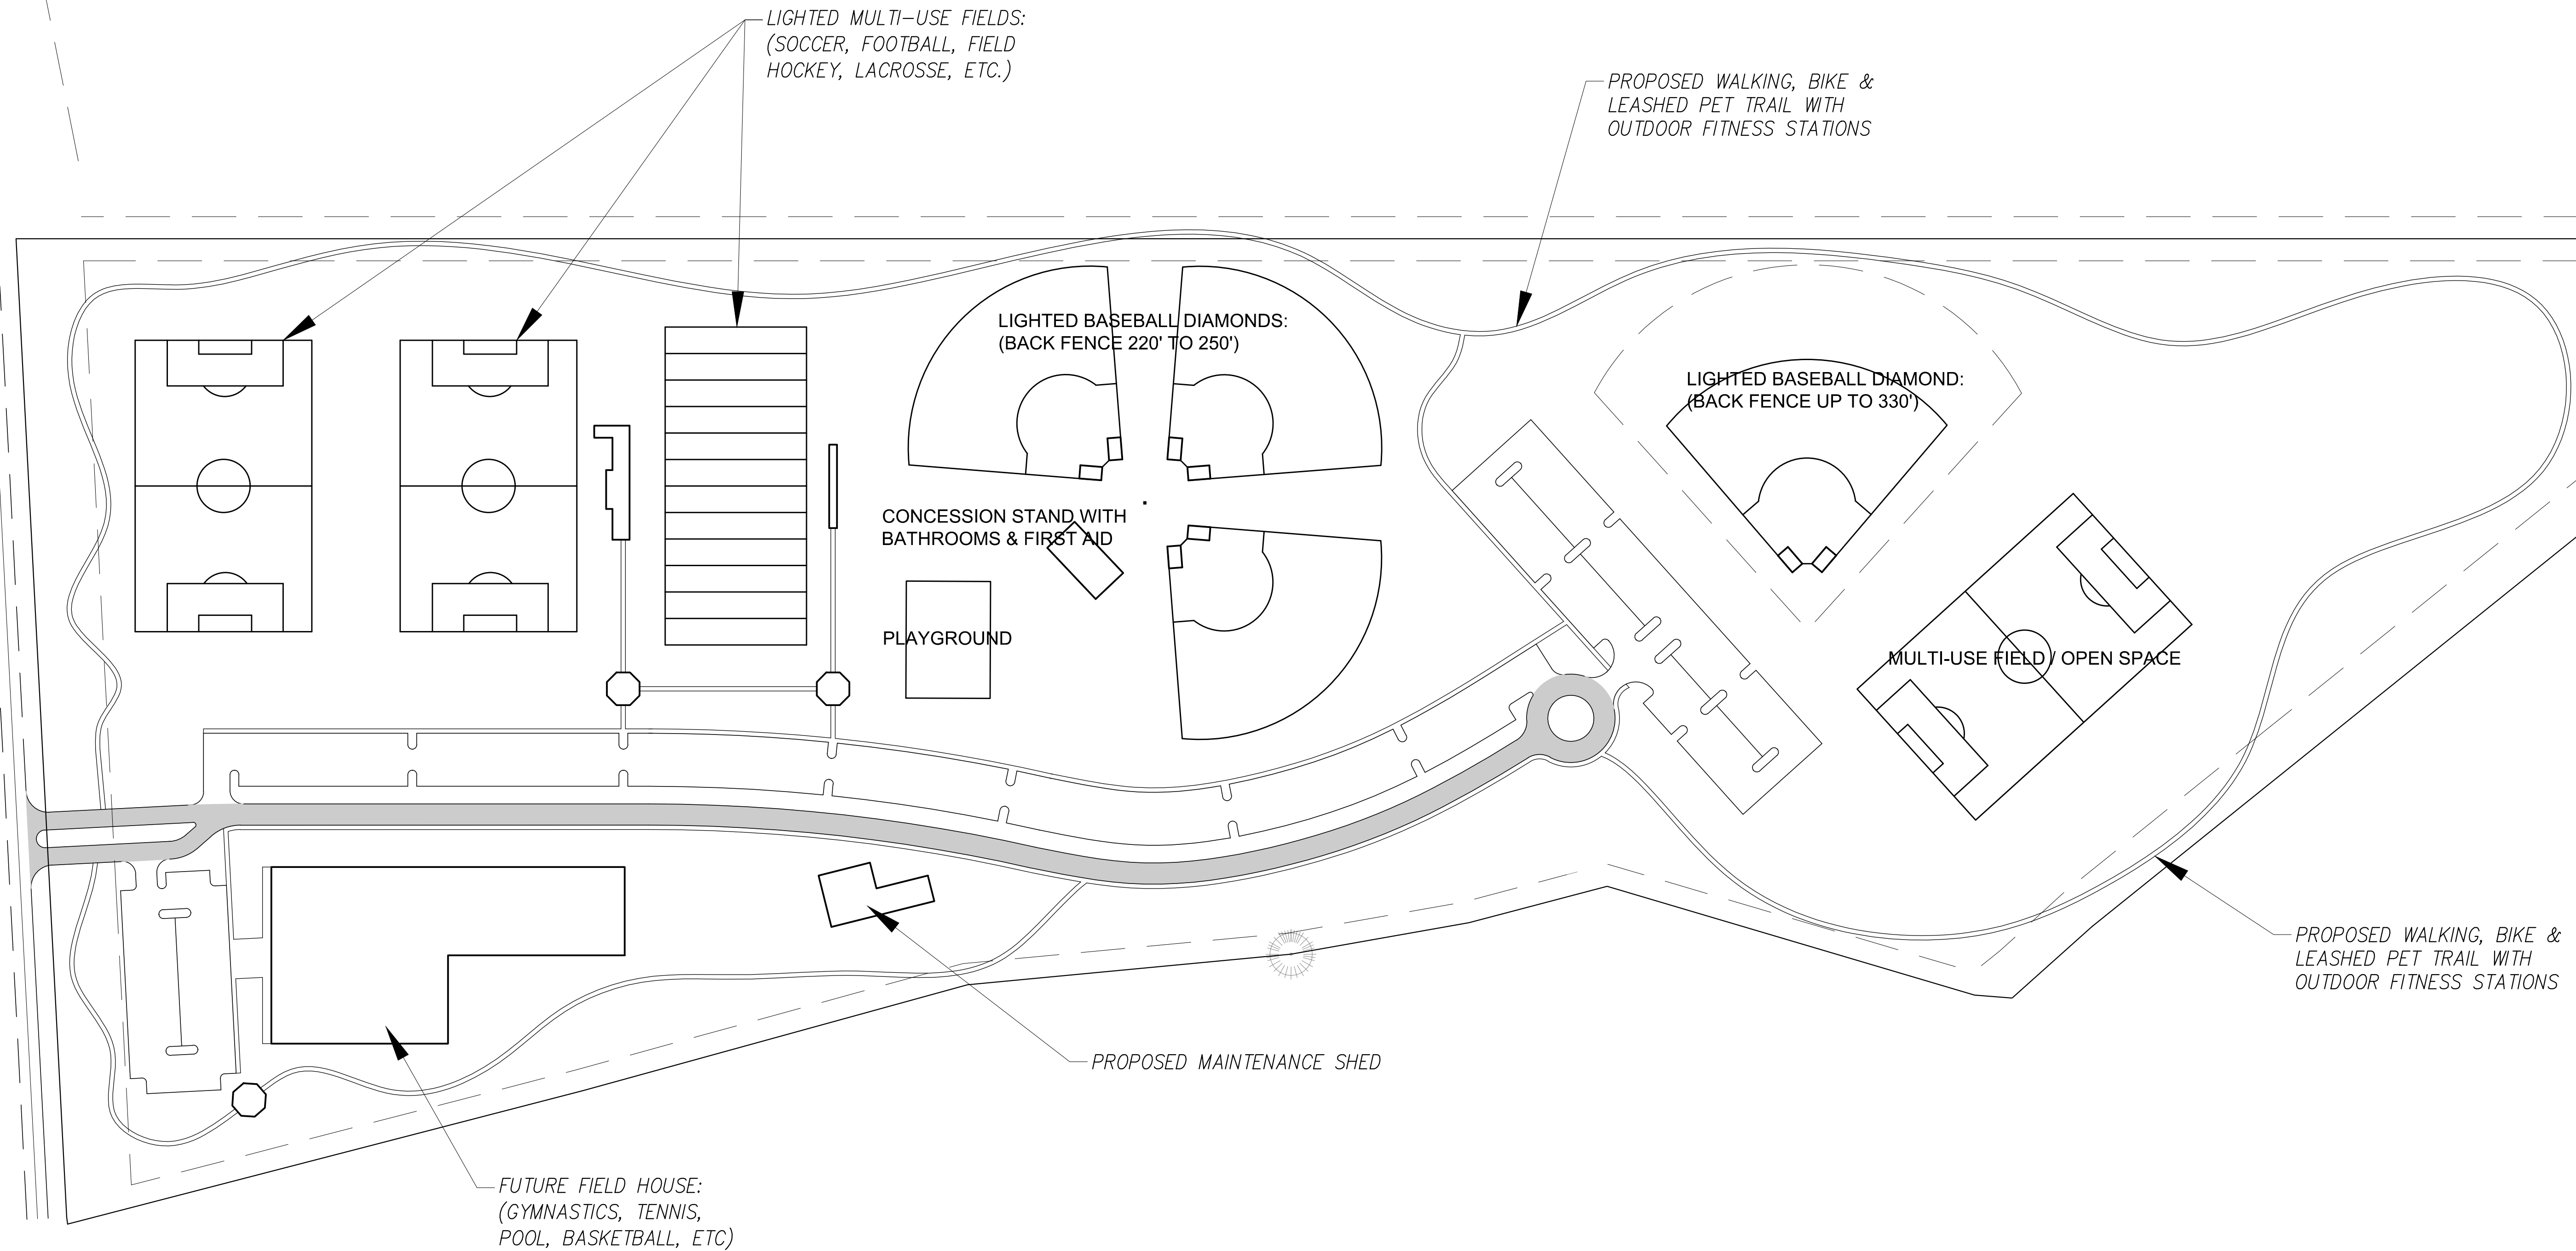 LIGHTED MULTI-USE FIELDS:
(SOCCER, FOOTBALL, FIELD
HOCKEY, LACROSSE, ETC.)
PROPOSED WALKING, BIKE &
LEASHED PET TRAIL WITH
OUTDOOR FITNESS STATIONS
LIGHTED BASEBALL DIAMONDS:
(BACK FENCE 220' TO 250')
LIGHTED BASEBALL DIAMOND:
(BACK FENCE UP TO 330')
CONCESSION STAND WITH
BATHROOMS & FIRST AID
PLAYGROUND
MULTI-USE FIELD / OPEN SPACE
PROPOSED WALKING, BIKE &
LEASHED PET TRAIL WITH
OUTDOOR FITNESS STATIONS
PROPOSED MAINTENANCE SHED
FUTURE FIELD HOUSE:
(GYMNASTICS, TENNIS,
POOL, BASKETBALL, ETC)